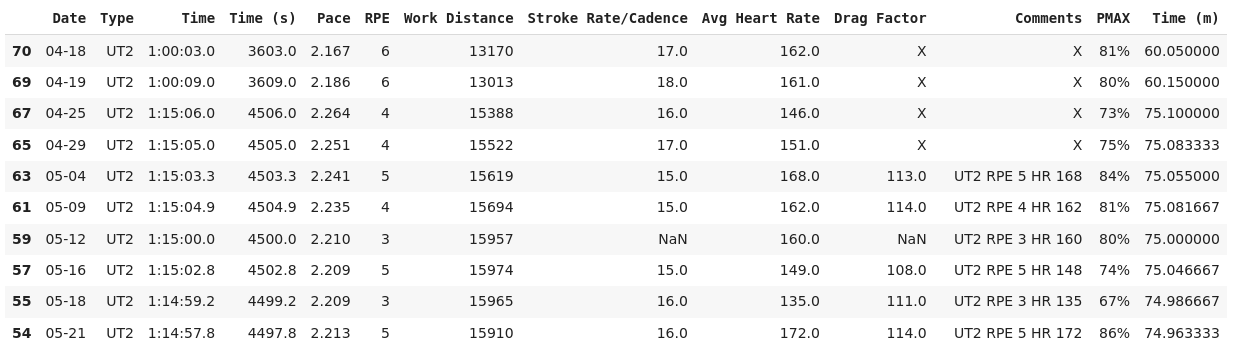 Date Type Time Time (s) Pace RPE Work Distance Stroke Rate/Cadence Avg Heart Rate Drag Factor Comments PMAX Time (m)
70 04-18 UT2 1:00:03.0 3603.0 2.167 6 13170 17.0 162.0 X X 81% 60.050000
69 04-19 UT2 1:00:09.0 3609.0 2.186 6 13013 18.0 161.0 X X 80% 60.150000
67 04-25 UT2 1:15:06.0 4506.0 2.264 4 15388 16.0 146.0 X X 73% 75.100000
65 04-29 UT2 1:15:05.0 4505.0 2.251 4 15522 17.0 151.0 X X 75% 75.083333
63 05-04 UT2 1:15:03.3 4503.3 2.241 5 15619 15.0 168.0 113.0 UT2 RPE 5 HR 168 84% 75.055000
61 05-09 UT2 1:15:04.9 4504.9 2.235 4 15694 15.0 162.0 114.0 UT2 RPE 4 HR 162 81% 75.081667
59 05-12 UT2 1:15:00.0 4500.0 2.210 3 15957 NaN 160.0 NaN UT2 RPE 3 HR 160 80% 75.000000
57 05-16 UT2 1:15:02.8 4502.8 2.209 5 15974 15.0 149.0 108.0 UT2 RPE 5 HR 148 74% 75.046667
55 05-18 UT2 1:14:59.2 4499.2 2.209 3 15965 16.0 135.0 111.0 UT2 RPE 3 HR 135 67% 74.986667
54 05-21 UT2 1:14:57.8 4497.8 2.213 5 15910 16.0 172.0 114.0 UT2 RPE 5 HR 172 86% 74.963333